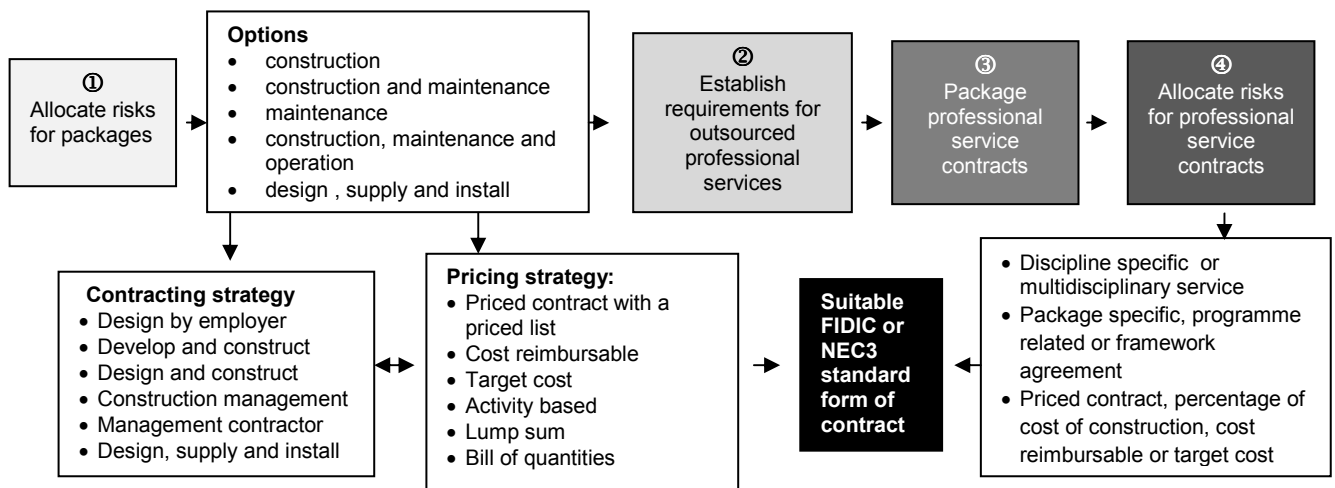 ①
Allocate risks
for packages
Options
• construction
• construction and maintenance
• maintenance
• construction, maintenance and
operation
• design , supply and install
②
Establish
requirements for
outsourced
professional
services
③
Package
professional
service
contracts
④
Allocate risks
for professional
service
contracts
Contracting strategy
• Design by employer
• Develop and construct
• Design and construct
• Construction management
• Management contractor
• Design, supply and install
Pricing strategy:
• Priced contract with a
priced list
• Cost reimbursable
• Target cost
• Activity based
• Lump sum
• Bill of quantities
Suitable
FIDIC or
NEC3
standard
form of
contract
• Discipline specific or
multidisciplinary service
• Package specific, programme
related or framework
agreement
• Priced contract, percentage of
cost of construction, cost
reimbursable or target cost